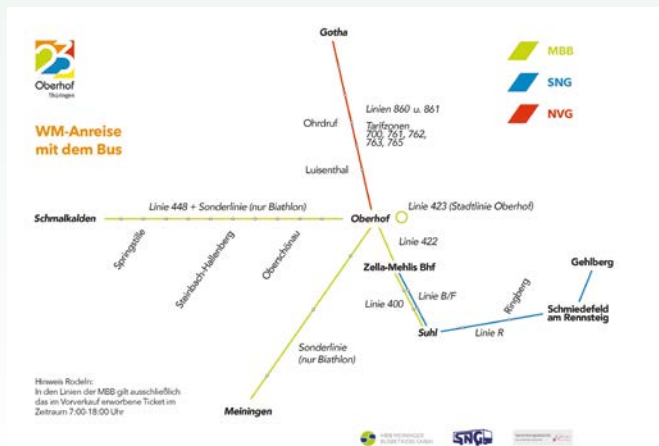 23
Oberhof
Thüringen
WM-Anreise
mit dem Bus
Gotha
MBB
SNG
NVG
Ohrdruf
Linien 860 u. 861
Tarifzonen
700, 761, 762,
763, 765
Luisenthal
Linie 448 + Sonderlinie (nur Biathlon)
Linie 423 (Stadtlinie Oberhof)
Schmalkalden
Oberhof
Springstille
Steinbach-Hallenberg
Oberschönau
Linie 422
Zella-Mehlis Bhf
Gehlberg
Linie B/F
Linie 400
Ringberg
Schmiedefeld
am Rennsteig
Suhl
Linie R
Sonderlinie
(nur Biathlon)
Meiningen
Hinweis Rodeln:
In den Linien der MBB gilt ausschließlich
das im Vorverkauf erworbene Ticket im
Zeitraum 7:00-18:00 Uhr
MBB MEININGER
BUSBETRIEBS GMBH
SNG